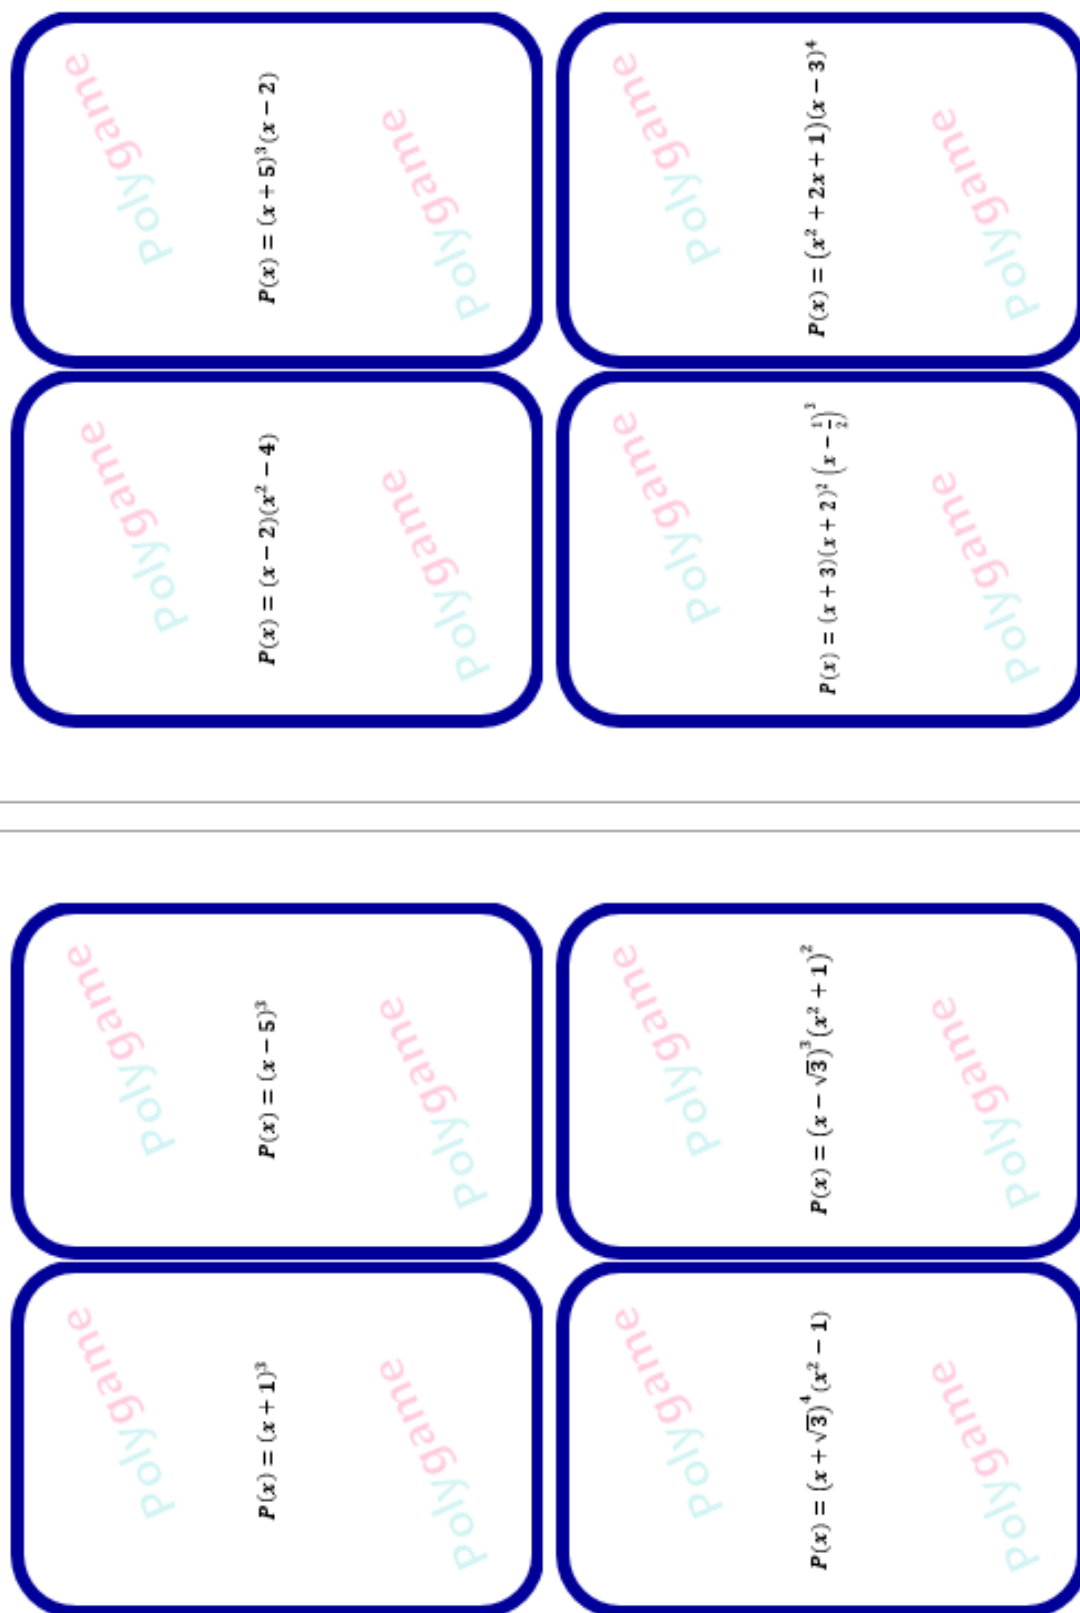 Polygame
P(x) = (x + 5)³(x − 2)
Polygame
Polygame
P(x) = (x² + 2x + 1)(x − 3)⁴
Polygame
Polygame
P(x) = (x − 2)(x² − 4)
Polygame
Polygame
P(x) = (x + 3)(x + 2)² (x − 1/2)³
Polygame
Polygame
P(x) = (x − 5)³
Polygame
Polygame
P(x) = (x − √3)³ (x² + 1)²
Polygame
Polygame
P(x) = (x + 1)³
Polygame
Polygame
P(x) = (x + √3)⁴ (x² − 1)
Polygame